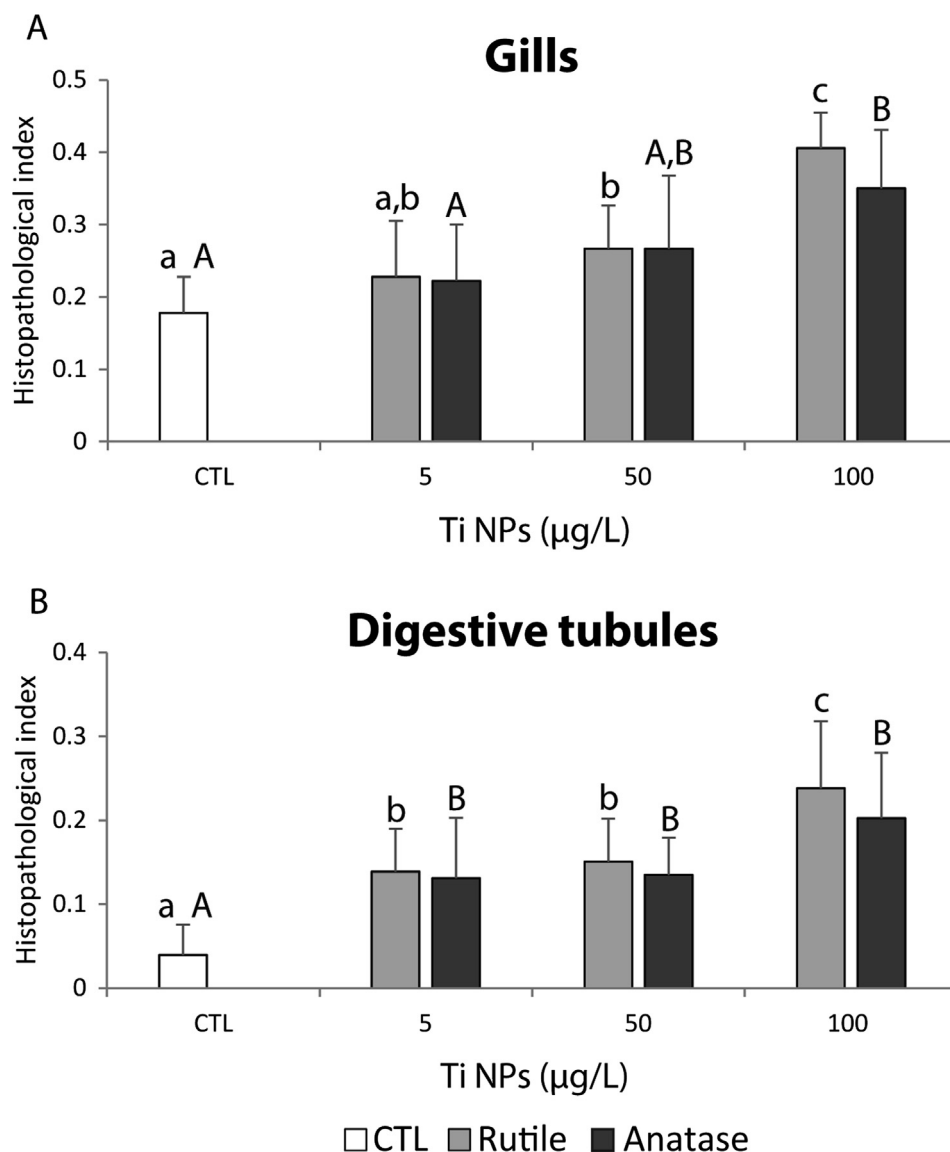 A
Gills
Histopathological index
0.5
0.4
0.3
0.2
0.1
0
a A
a,b
A
b
A,B
c
B
CTL 5 50 100
Ti NPs (µg/L)
B
Digestive tubules
Histopathological index
0.4
0.3
0.2
0.1
0
a A
b
B
b
B
c
B
CTL 5 50 100
Ti NPs (µg/L)
CTL Rutile Anatase